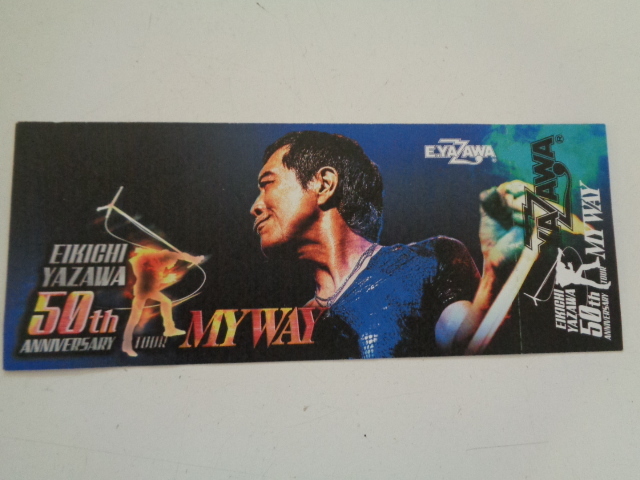 EIKICHI
YAZAWA
50th
ANNIVERSARY TOUR
MY WAY
E.YAZAWA®
YAZAWA®
EIKICHI
YAZAWA
50th
ANNIVERSARY
TOUR
MY WAY